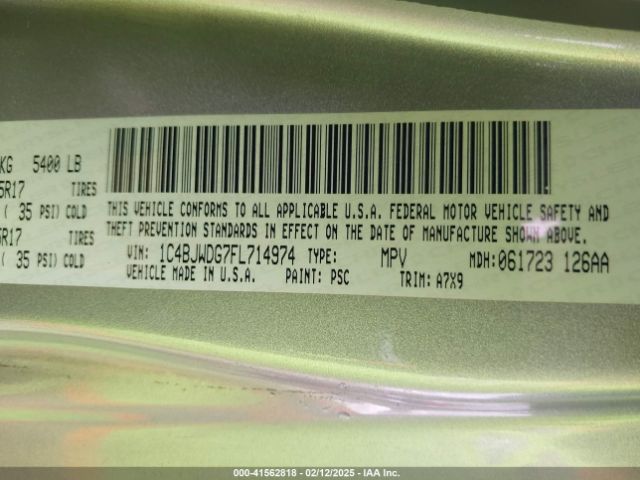 KG 5400 LB
5R17 TIRES
( 35 PSI) COLD
5R17 TIRES
( 35 PSI) COLD
THIS VEHICLE CONFORMS TO ALL APPLICABLE U.S.A. FEDERAL MOTOR VEHICLE SAFETY AND
THEFT PREVENTION STANDARDS IN EFFECT ON THE DATE OF MANUFACTURE SHOWN ABOVE.
VIN: 1C4BJWDG7FL714974 TYPE: MPV MDH: 061723 126AA
VEHICLE MADE IN U.S.A. PAINT: PSC TRIM: A7X9
000-41562818 - 02/12/2025 - IAA Inc.